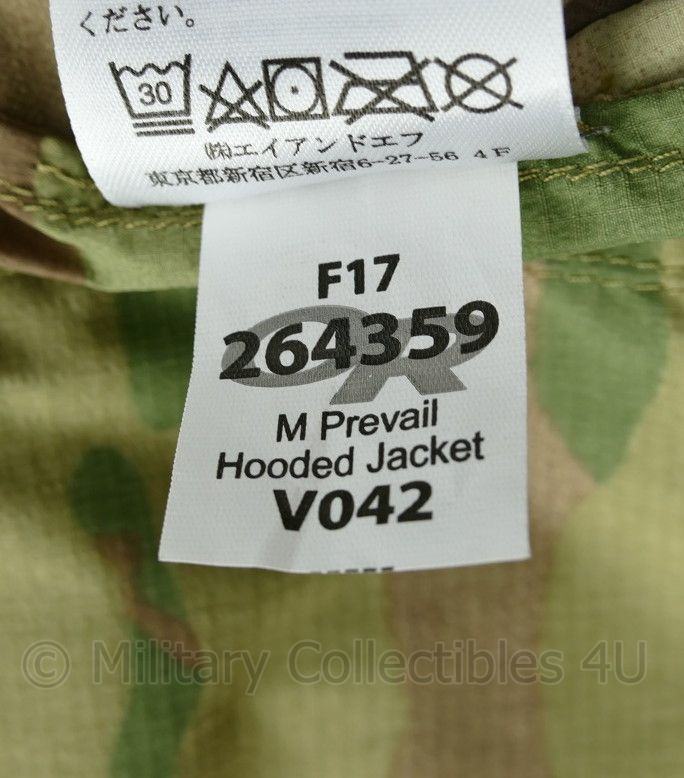 ください。
30
㈱エイアンドエフ
東京都新宿区新宿6-27-56 4F
F17
OR
264359
M Prevail
Hooded Jacket
V042
© Military Collectibles 4U